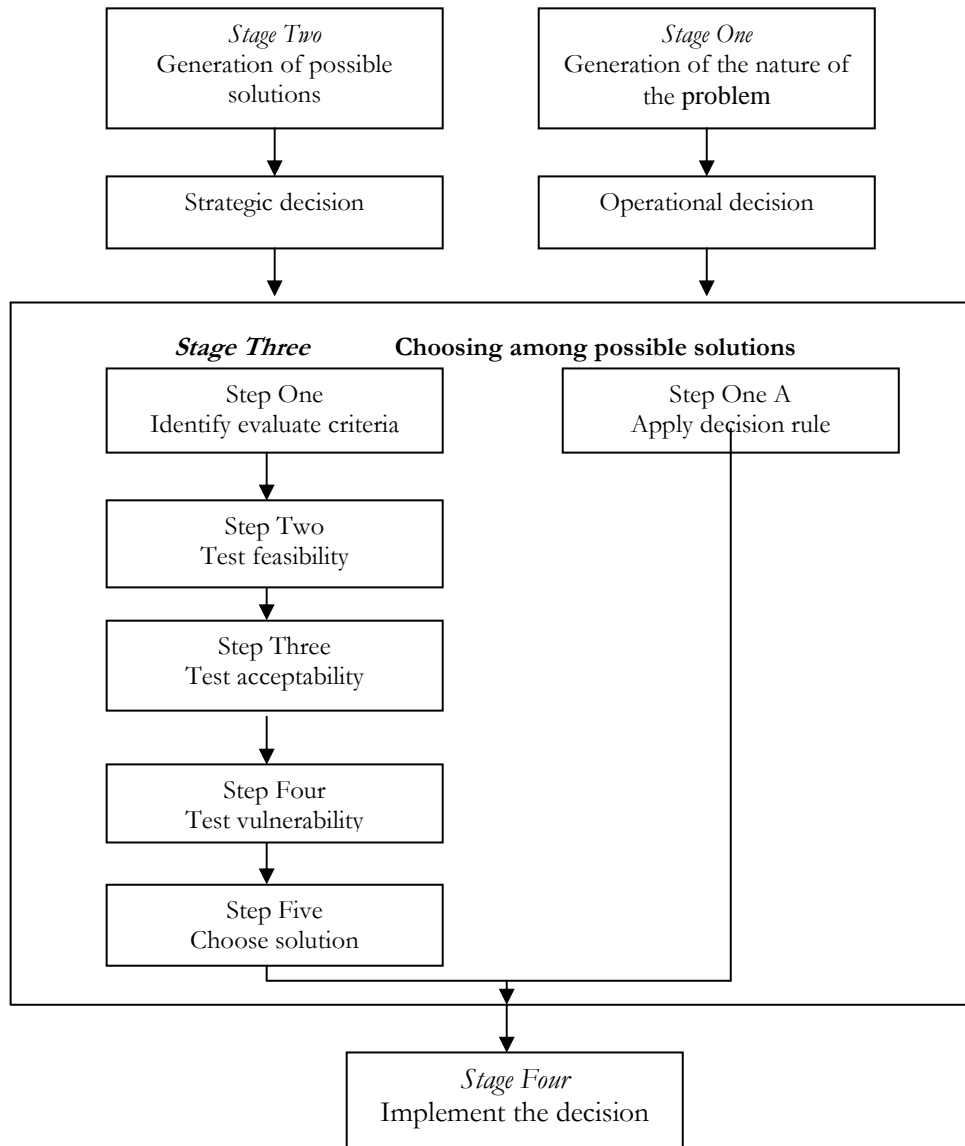 Stage Two
Generation of possible
solutions
Stage One
Generation of the nature of
the problem
Strategic decision
Operational decision
Stage Three Choosing among possible solutions
Step One
Identify evaluate criteria
Step One A
Apply decision rule
Step Two
Test feasibility
Step Three
Test acceptability
Step Four
Test vulnerability
Step Five
Choose solution
Stage Four
Implement the decision